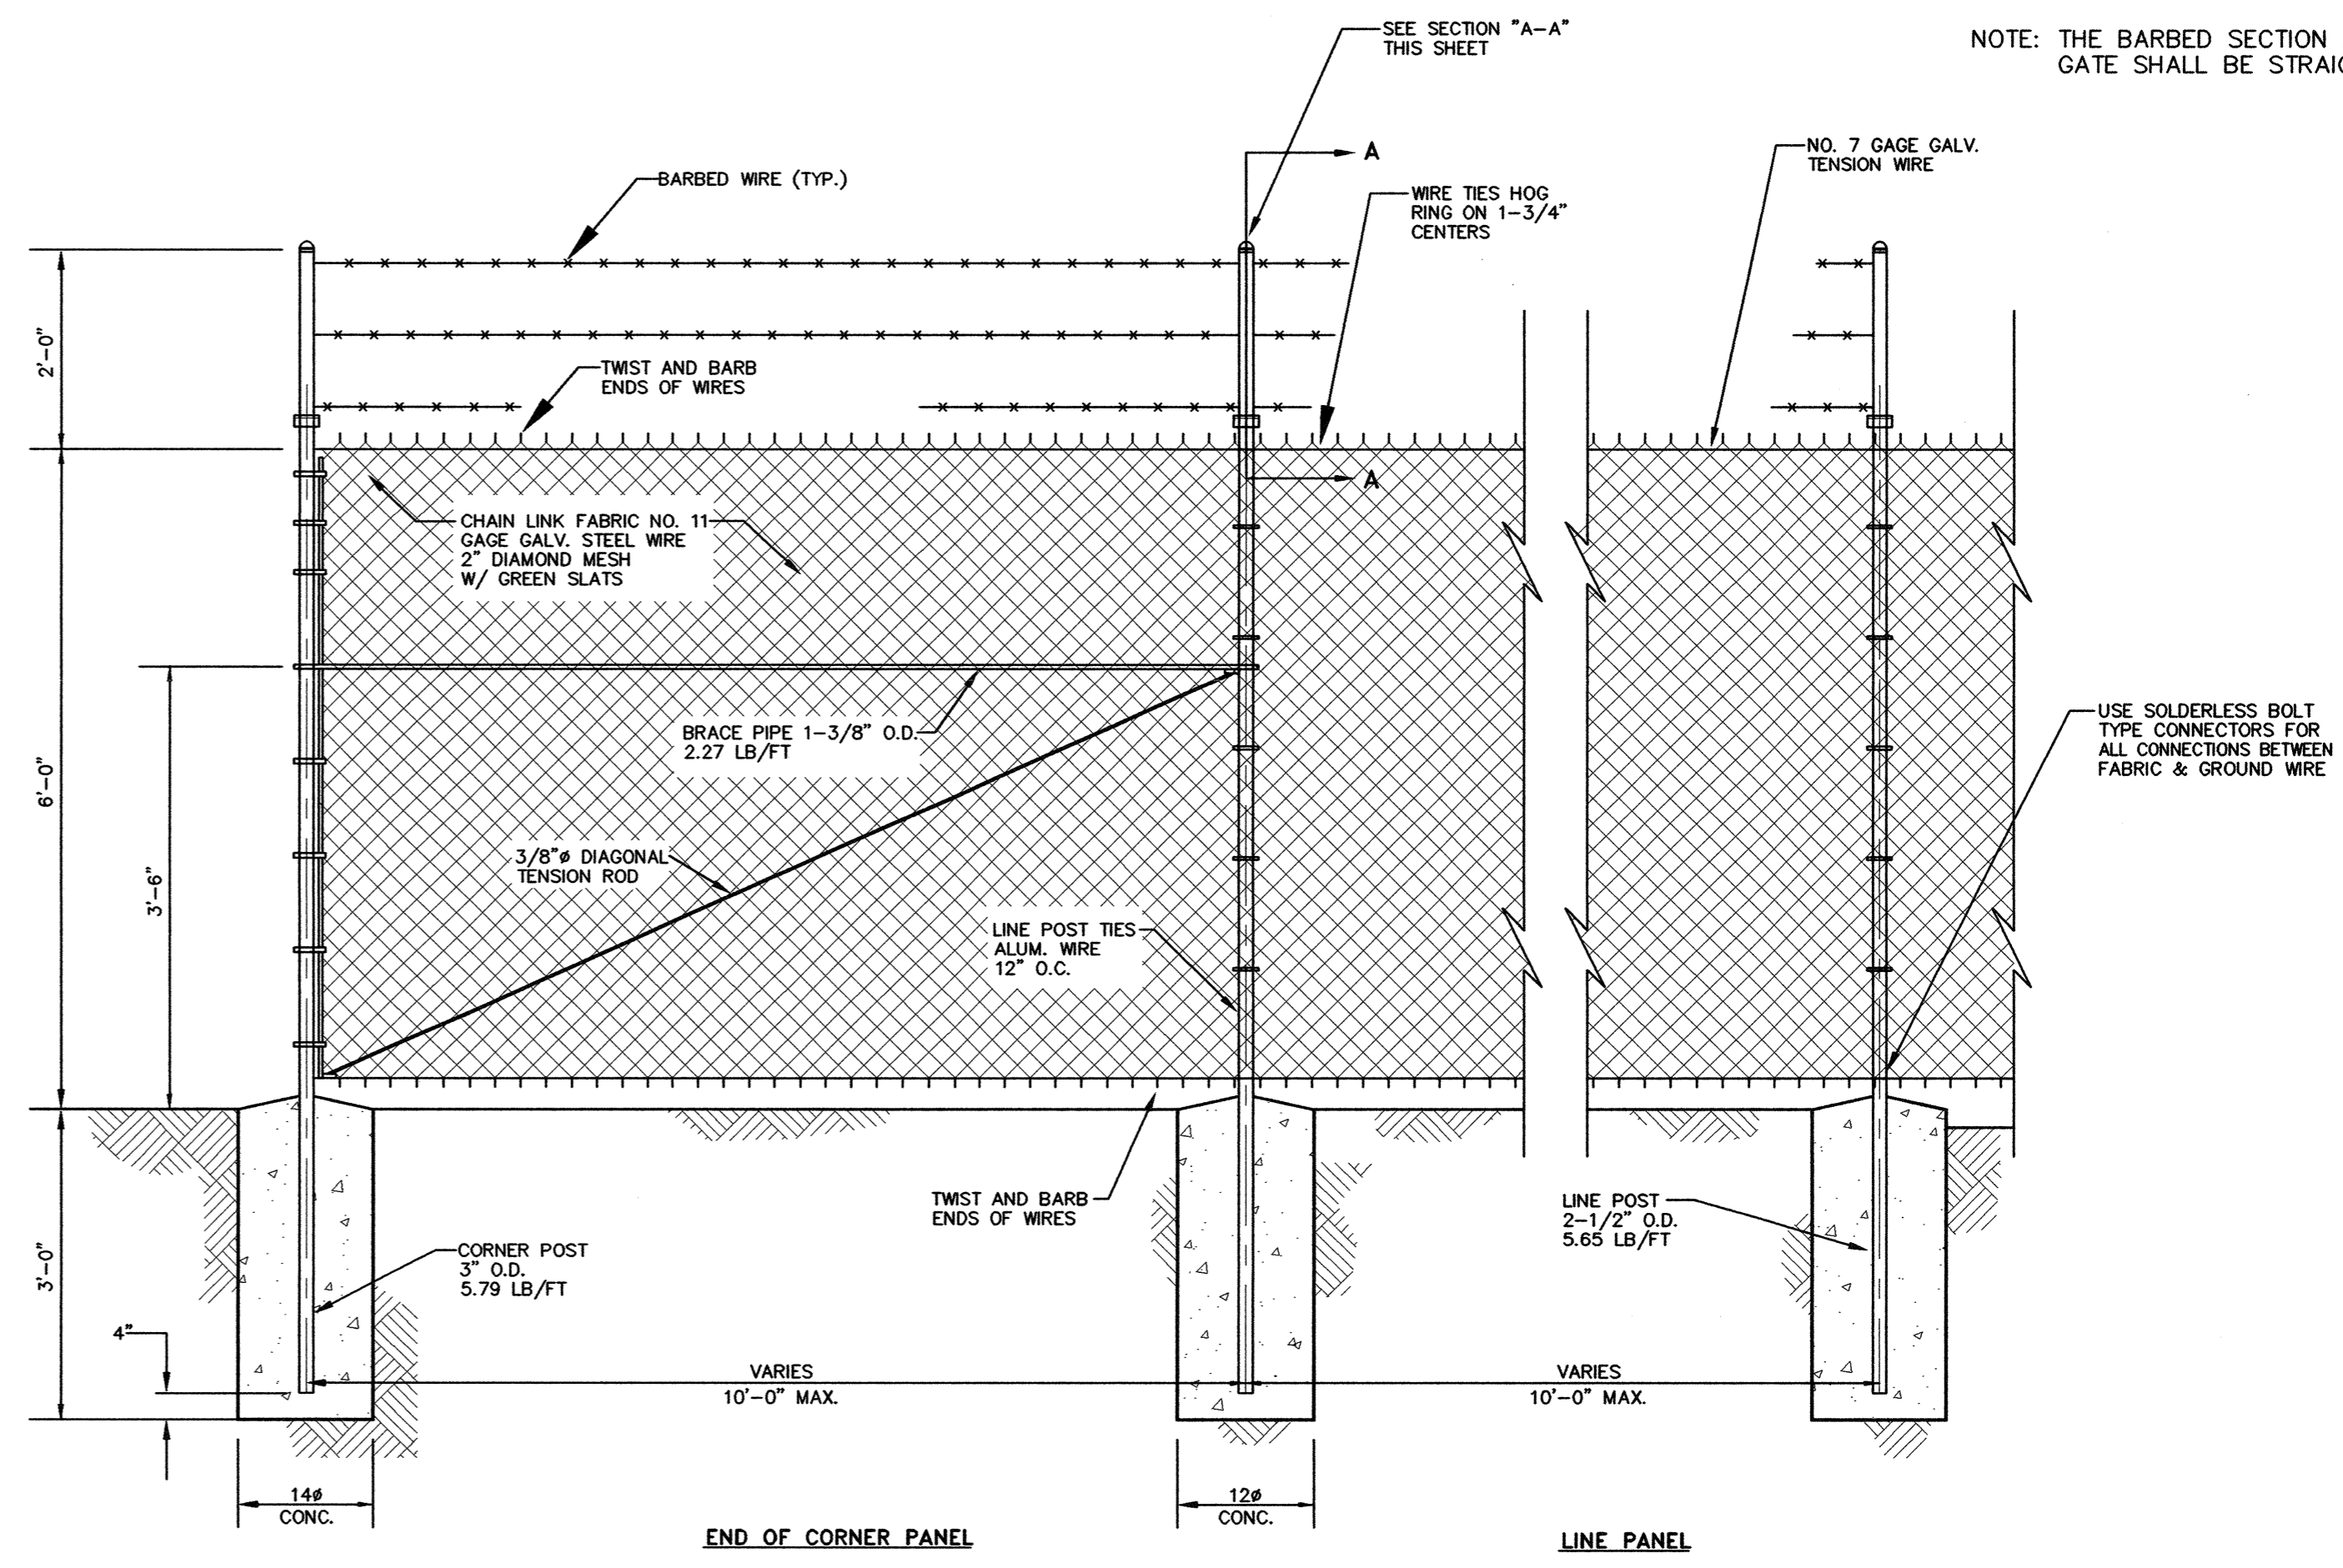 SEE SECTION "A-A"
THIS SHEET
NOTE: THE BARBED SECTION
GATE SHALL BE
NO. 7 GAGE GALV.
TENSION WIRE
A
BARBED WIRE (TYP.)
WIRE TIES HOG
RING ON 1-3/4"
CENTERS
2'-0"
TWIST AND BARB
ENDS OF WIRES
A
CHAIN LINK FABRIC NO. 11
GAGE GALV. STEEL WIRE
2" DIAMOND MESH
W/ GREEN SLATS
USE SOLDERLESS BOLT
TYPE CONNECTORS FOR
ALL CONNECTIONS BETWEEN
FABRIC & GROUND WIRE
BRACE PIPE 1-3/8" O.D.
2.27 LB/FT
6'-0"
3'-6"
3/8"ø DIAGONAL
TENSION ROD
LINE POST TIES
ALUM. WIRE
12" O.C.
TWIST AND BARB
ENDS OF WIRES
LINE POST
2-1/2" O.D.
5.65 LB/FT
3'-0"
CORNER POST
3" O.D.
5.79 LB/FT
4"
VARIES
10'-0" MAX.
VARIES
10'-0" MAX.
14ø
CONC.
12ø
CONC.
END OF CORNER PANEL
LINE PANEL